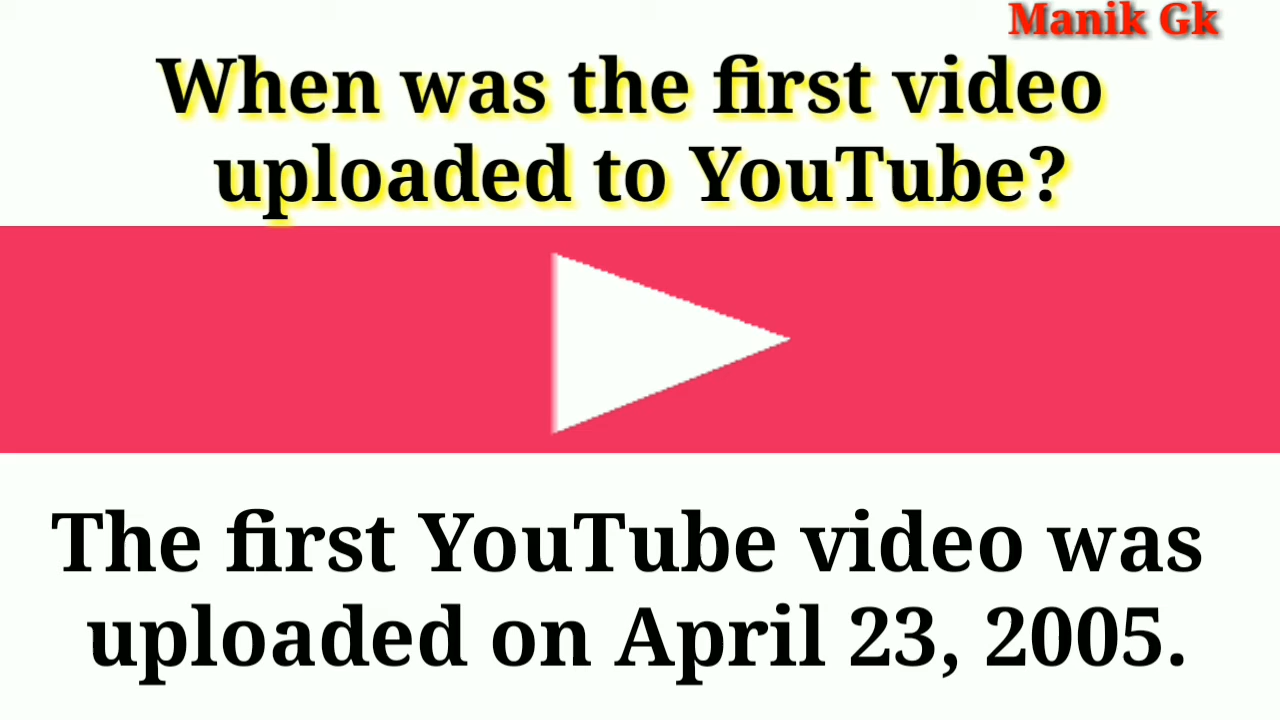 Manik Gk
When was the first video
uploaded to YouTube?
The first YouTube video was
uploaded on April 23, 2005.